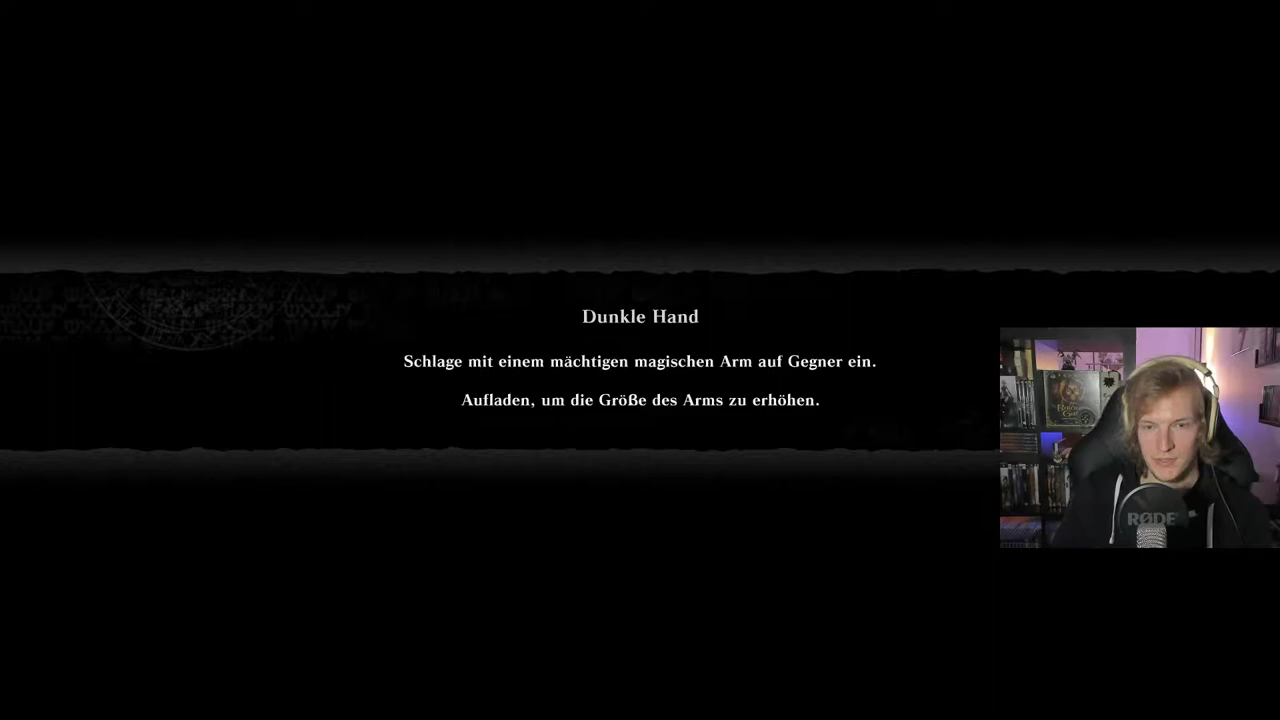 Dunkle Hand
Schlage mit einem mächtigen magischen Arm auf Gegner ein.
Aufladen, um die Größe des Arms zu erhöhen.
RØDE